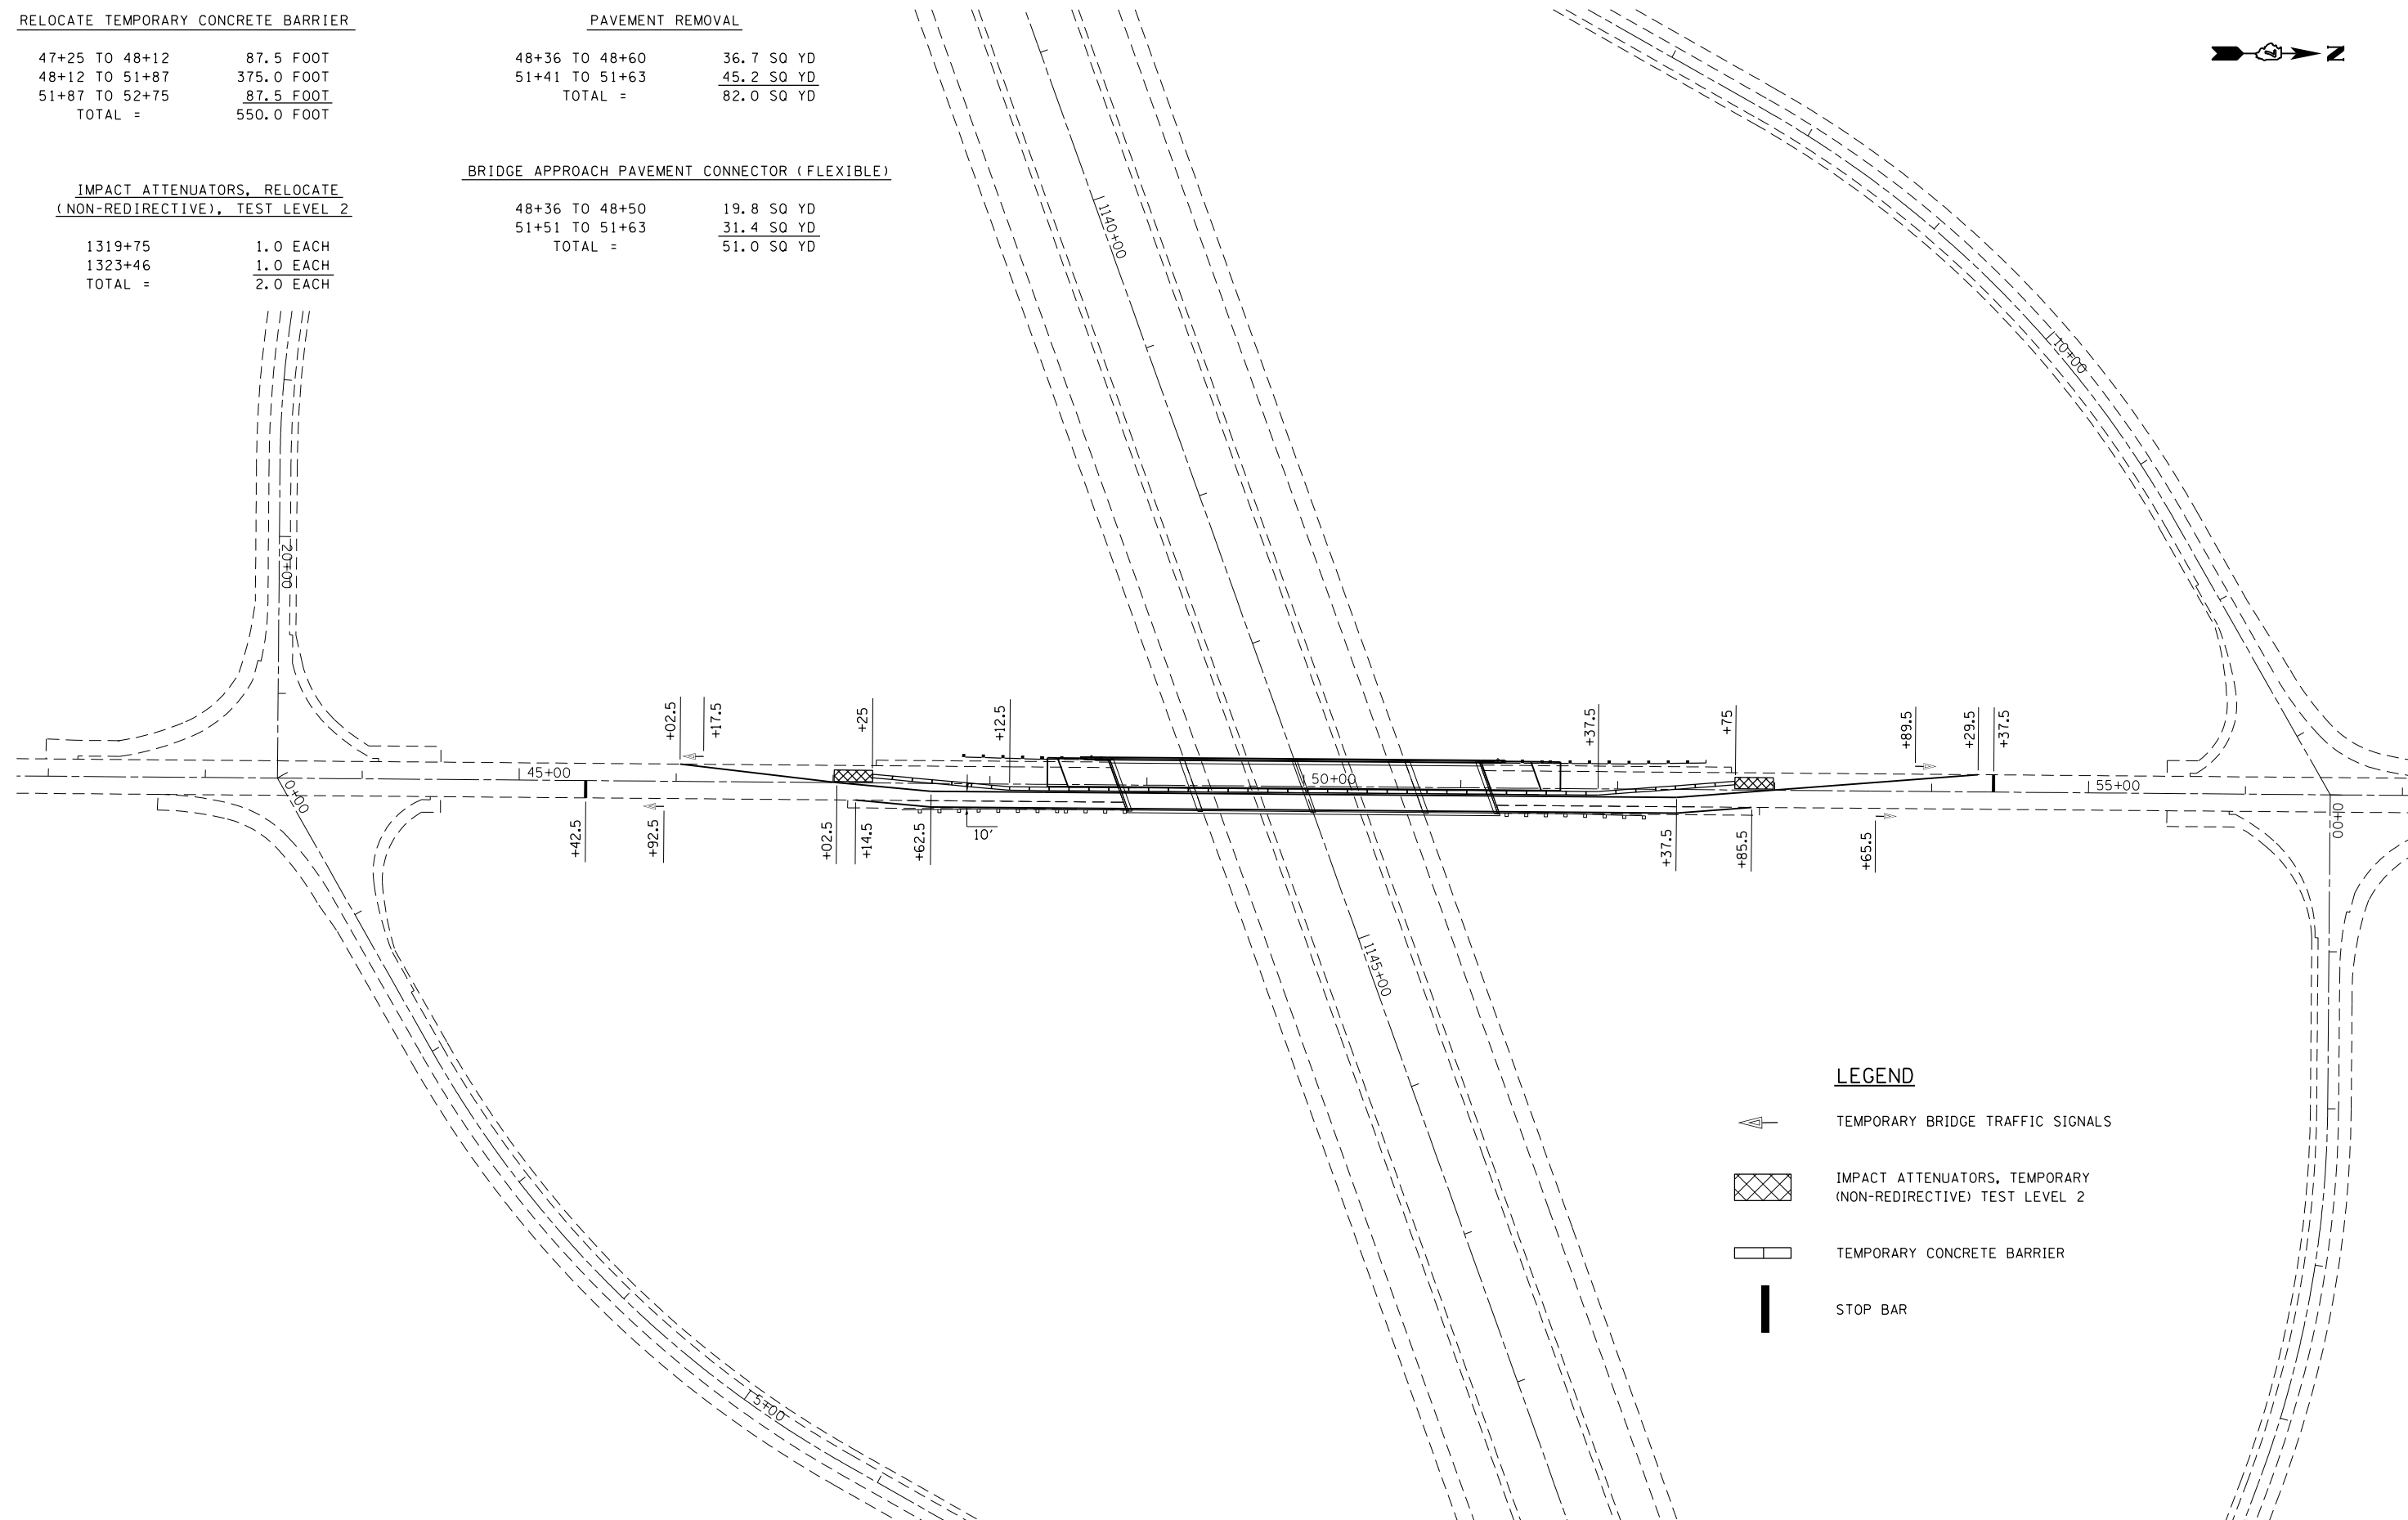 RELOCATE TEMPORARY CONCRETE BARRIER
47+25 TO 48+12 87.5 FOOT
48+12 TO 51+87 375.0 FOOT
51+87 TO 52+75 87.5 FOOT
TOTAL = 550.0 FOOT
PAVEMENT REMOVAL
48+36 TO 48+60 36.7 SQ YD
51+41 TO 51+63 45.2 SQ YD
TOTAL = 82.0 SQ YD
IMPACT ATTENUATORS, RELOCATE
(NON-REDIRECTIVE), TEST LEVEL 2
1319+75 1.0 EACH
1323+46 1.0 EACH
TOTAL = 2.0 EACH
BRIDGE APPROACH PAVEMENT CONNECTOR (FLEXIBLE)
48+36 TO 48+50 19.8 SQ YD
51+51 TO 51+63 31.4 SQ YD
TOTAL = 51.0 SQ YD
N
1140+00
10+00
20+00
+02.5
+17.5
+25
+12.5
+37.5
+75
+89.5
+29.5
+37.5
45+00
50+00
55+00
0+00
0+00
+42.5
+92.5
+02.5
+14.5
+62.5
10'
+37.5
+85.5
+65.5
1145+00
5+00
LEGEND
TEMPORARY BRIDGE TRAFFIC SIGNALS
IMPACT ATTENUATORS, TEMPORARY
(NON-REDIRECTIVE) TEST LEVEL 2
TEMPORARY CONCRETE BARRIER
STOP BAR